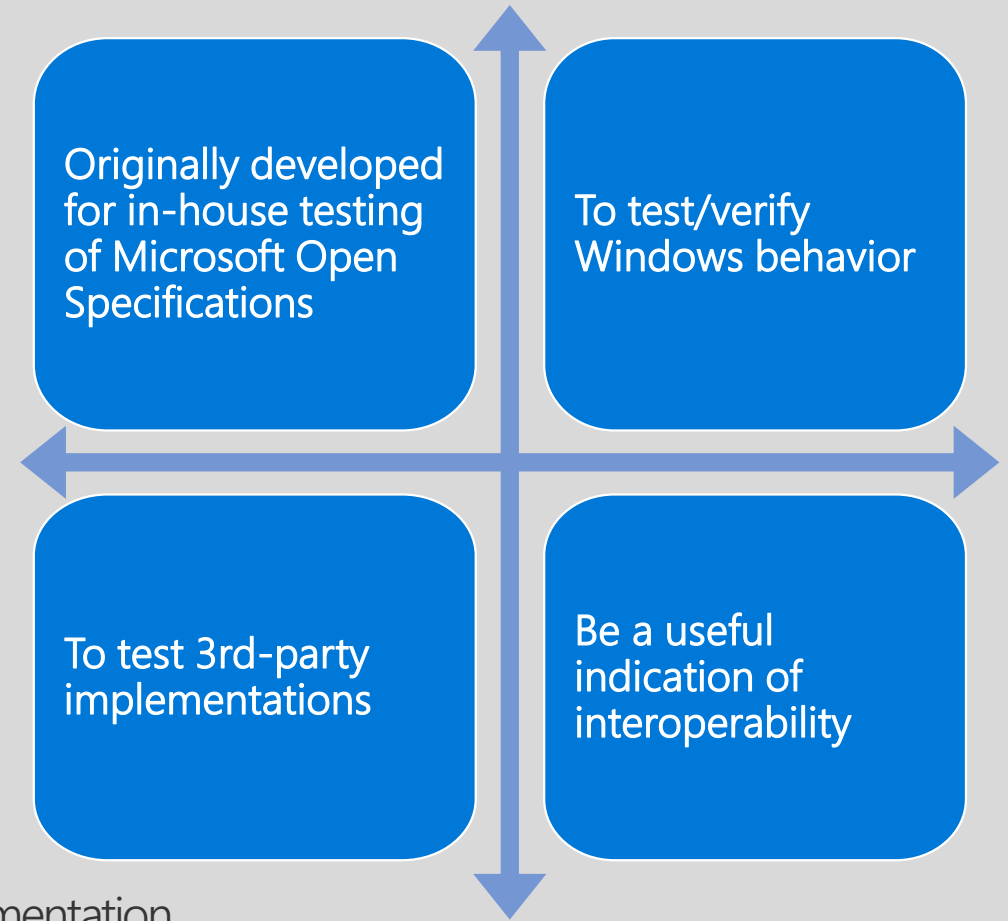 Originally developed
for in-house testing
of Microsoft Open
Specifications
To test/verify
Windows behavior
To test 3rd-party
implementations
Be a useful
indication of
interoperability